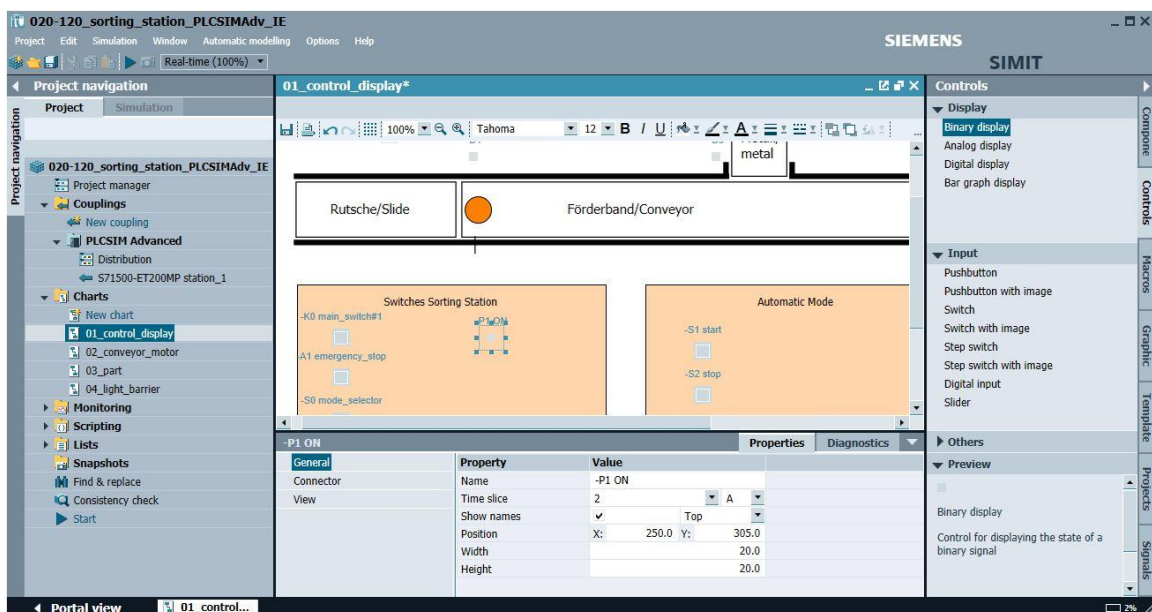 020-120_sorting_station_PLCSIMAdv_IE
Project Edit Simulation Window Automatic modelling Options Help
SIEMENS
Real-time (100%)
SIMIT
Project navigation
Project Simulation
Project navigation
020-120_sorting_station_PLCSIMAdv_IE
Project manager
Couplings
New coupling
PLCSIM Advanced
Distribution
S71500-ET200MP station_1
Charts
New chart
01_control_display
02_conveyor_motor
03_part
04_light_barrier
Monitoring
Scripting
Lists
Snapshots
Find & replace
Consistency check
Start
01_control_display*
100% Tahoma 12 B I U A
metal
Rutsche/Slide
Förderband/Conveyor
Switches Sorting Station
-K0 main_switch#1
-P1 ON
-A1 emergency_stop
-S0 mode_selector
Automatic Mode
-S1 start
-S2 stop
-P1 ON
Properties Diagnostics
General
Connector
View
Property Value
Name -P1 ON
Time slice 2 A
Show names Top
Position X: 250.0 Y: 305.0
Width 20.0
Height 20.0
Controls
Display
Binary display
Analog display
Digital display
Bar graph display
Input
Pushbutton
Pushbutton with image
Switch
Switch with image
Step switch
Step switch with image
Digital input
Slider
Others
Preview
Binary display
Control for displaying the state of a
binary signal
Compone
Controls
Macros
Graphic
Template
Projects
Signals
Portal view
01_control...
2%